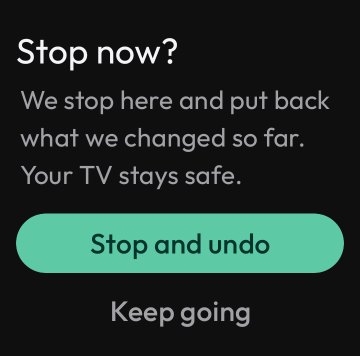 Stop now?
We stop here and put back
what we changed so far.
Your TV stays safe.
Stop and undo
Keep going